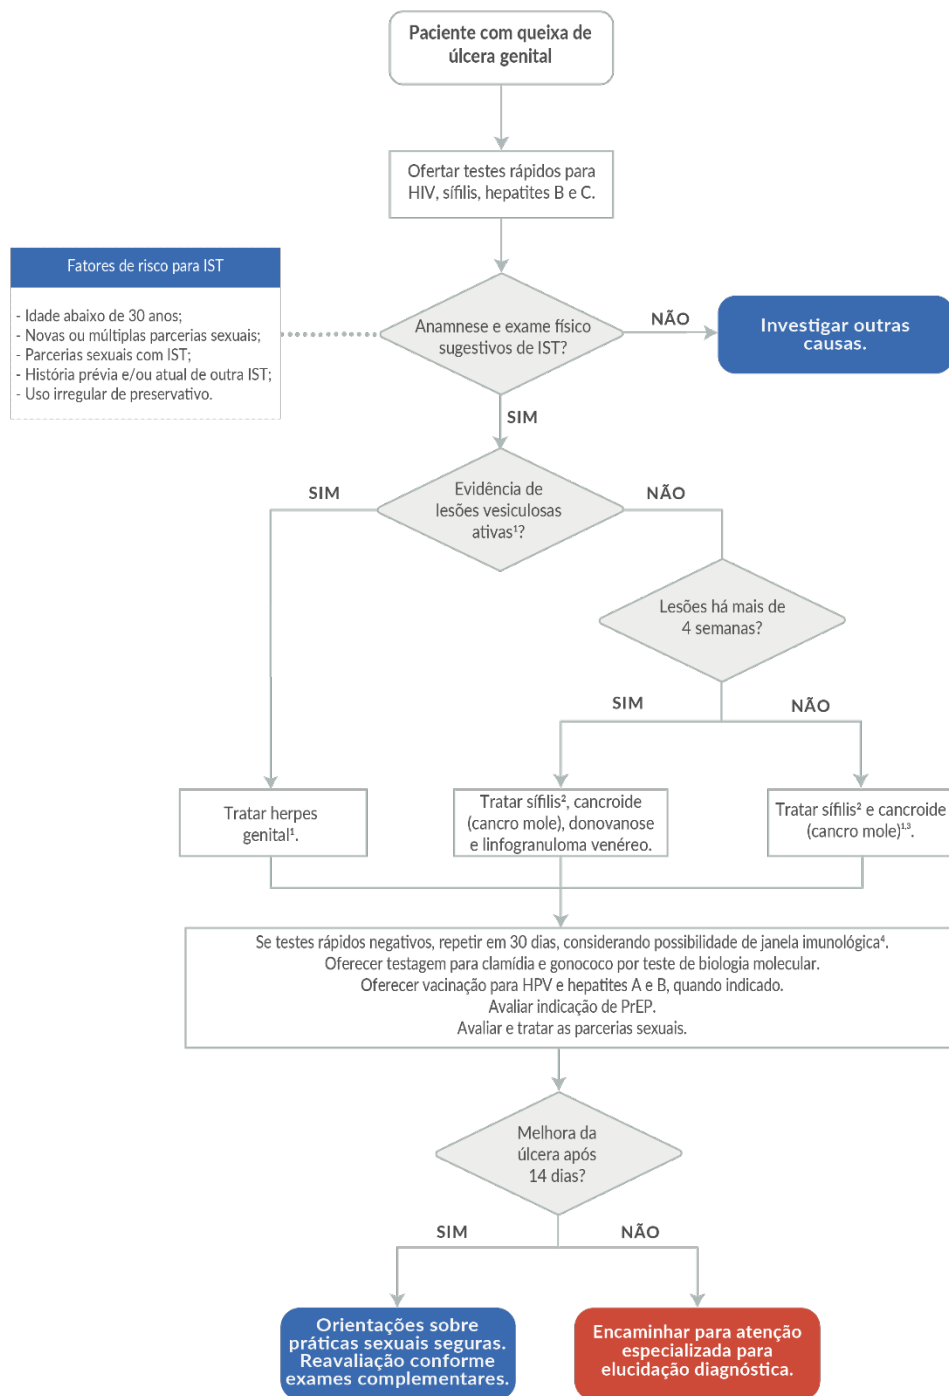 Paciente com queixa de
úlcera genital
Ofertar testes rápidos para
HIV, sífilis, hepatites B e C.
Fatores de risco para IST
- Idade abaixo de 30 anos;
- Novas ou múltiplas parcerias sexuais;
- Parcerias sexuais com IST;
- História prévia e/ou atual de outra IST;
- Uso irregular de preservativo.
Anamnese e exame físico
sugestivos de IST?
NÃO
Investigar outras
causas.
SIM
Evidência de
lesões vesiculosas
ativas¹?
SIM
NÃO
Lesões há mais de
4 semanas?
SIM
NÃO
Tratar herpes
genital¹.
Tratar sífilis², cancroide
(cancro mole), donovanose
e linfogranuloma venéreo.
Tratar sífilis² e cancroide
(cancro mole)¹,³.
Se testes rápidos negativos, repetir em 30 dias, considerando possibilidade de janela imunológica⁴.
Oferecer testagem para clamídia e gonococo por teste de biologia molecular.
Oferecer vacinação para HPV e hepatites A e B, quando indicado.
Avaliar indicação de PrEP.
Avaliar e tratar as parcerias sexuais.
Melhora da
úlcera após
14 dias?
SIM
NÃO
Orientações sobre
práticas sexuais seguras.
Reavaliação conforme
exames complementares.
Encaminhar para atenção
especializada para
elucidação diagnóstica.